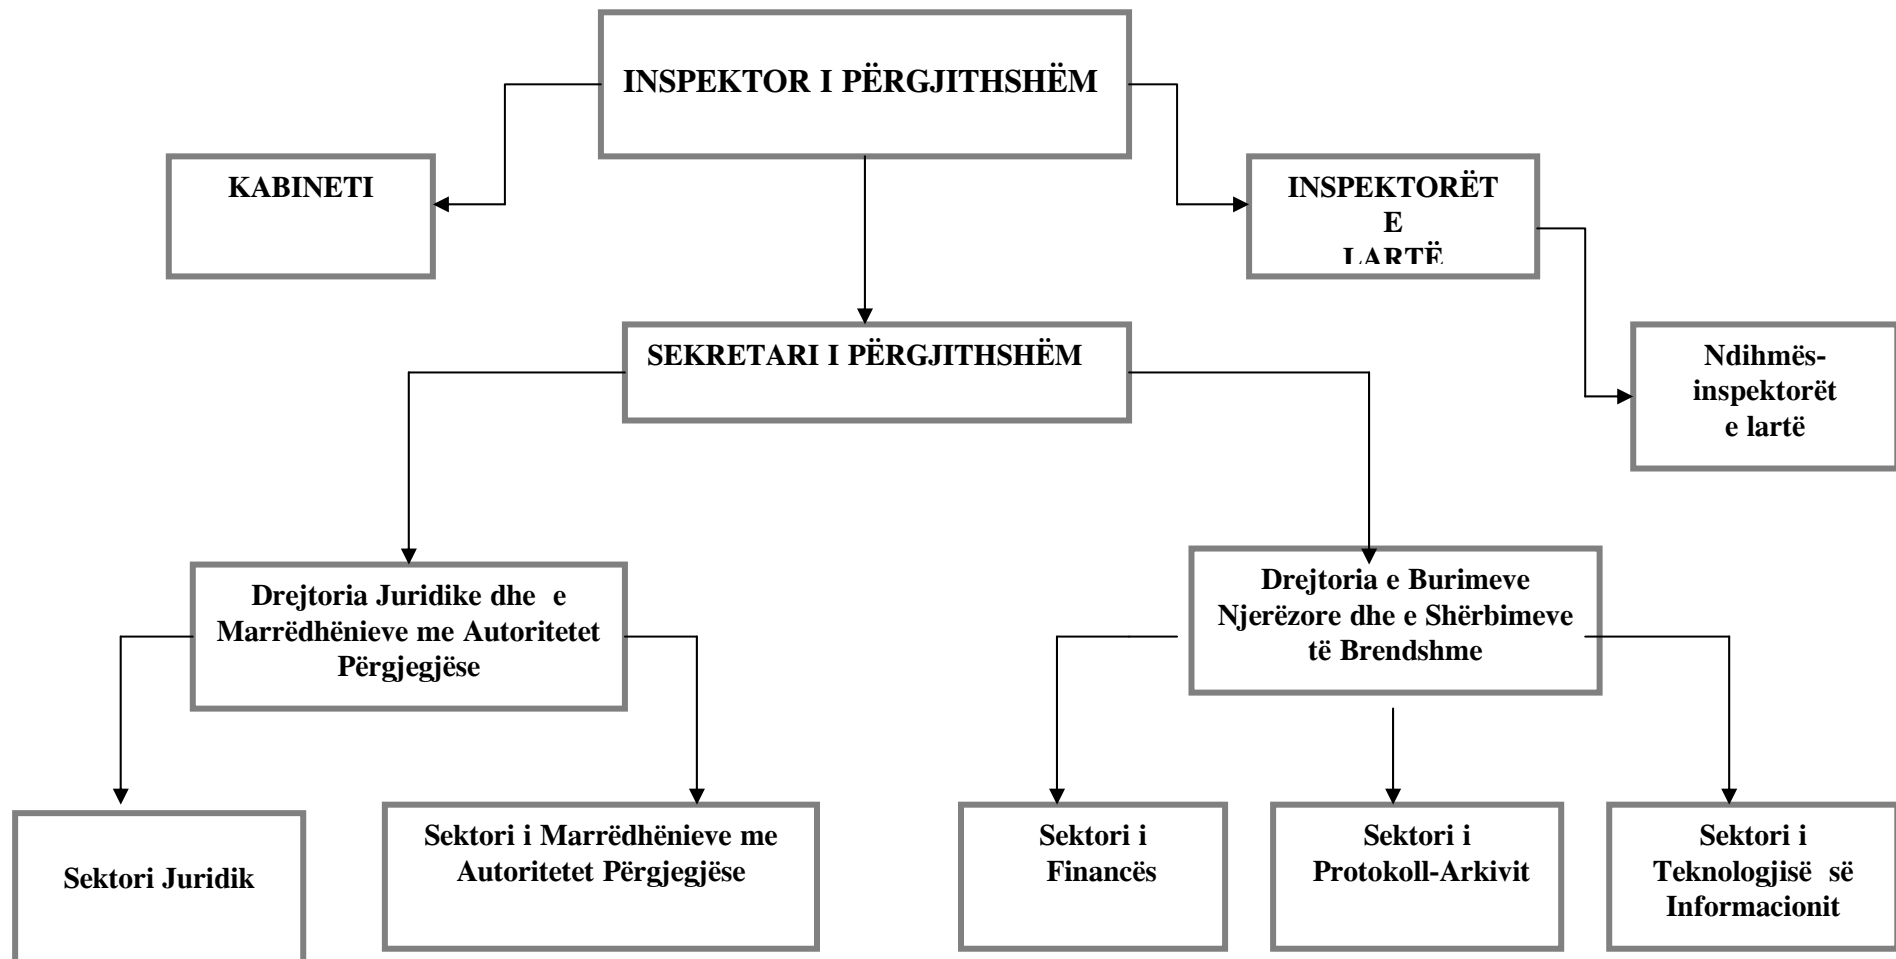 INSPEKTOR I PËRGJITHSHËM
KABINETI
INSPEKTORËT
E
LARTË
SEKRETARI I PËRGJITHSHËM
Ndihmës-
inspektorët
e lartë
Drejtoria Juridike dhe e
Marrëdhënieve me Autoritetet
Përgjegjëse
Drejtoria e Burimeve
Njerëzore dhe e Shërbimeve
të Brendshme
Sektori Juridik
Sektori i Marrëdhënieve me
Autoritetet Përgjegjëse
Sektori i
Financës
Sektori i
Protokoll-Arkivit
Sektori i
Teknologjisë së
Informacionit